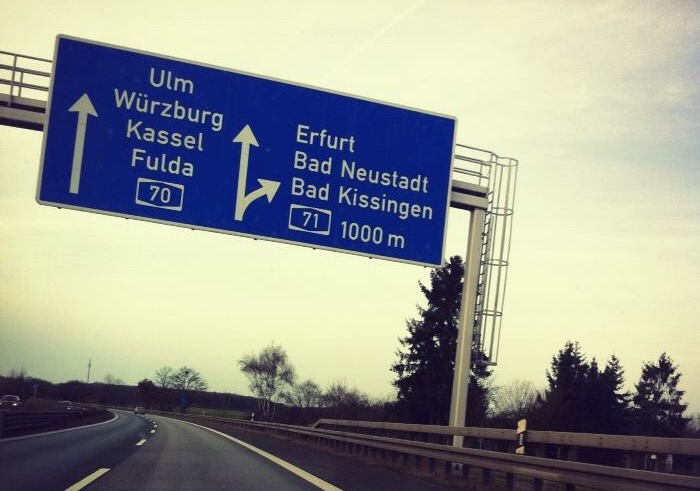 Ulm
Würzburg
Kassel
Fulda
70
Erfurt
Bad Neustadt
Bad Kissingen
71 1000 m